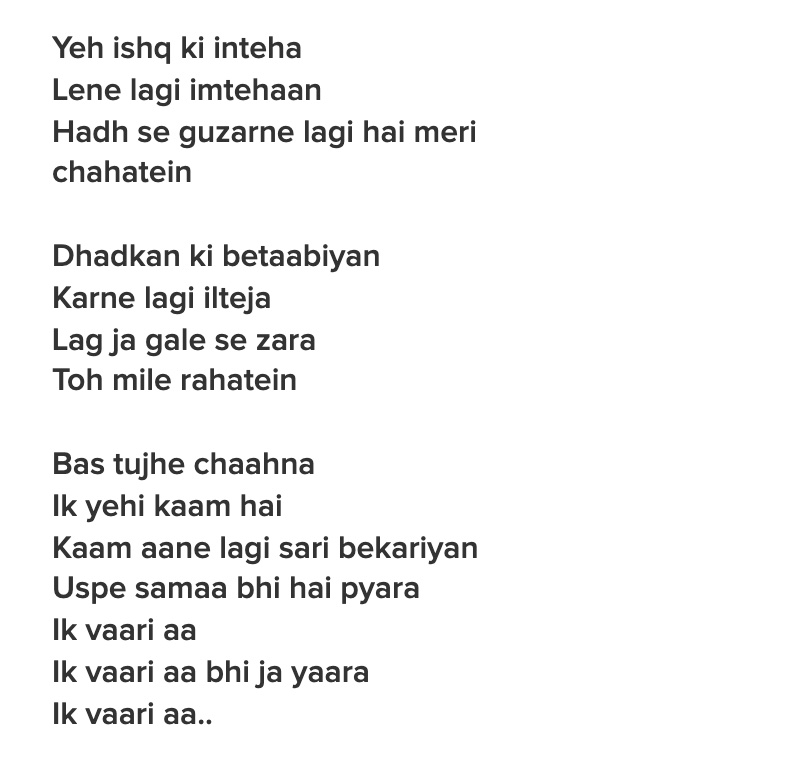 Yeh ishq ki inteha
Lene lagi imtehaan
Hadh se guzarne lagi hai meri
chahatein
Dhadkan ki betaabiyan
Karne lagi ilteja
Lag ja gale se zara
Toh mile rahatein
Bas tujhe chaahna
Ik yehi kaam hai
Kaam aane lagi sari bekariyan
Uspe samaa bhi hai pyara
Ik vaari aa
Ik vaari aa bhi ja yaara
Ik vaari aa..